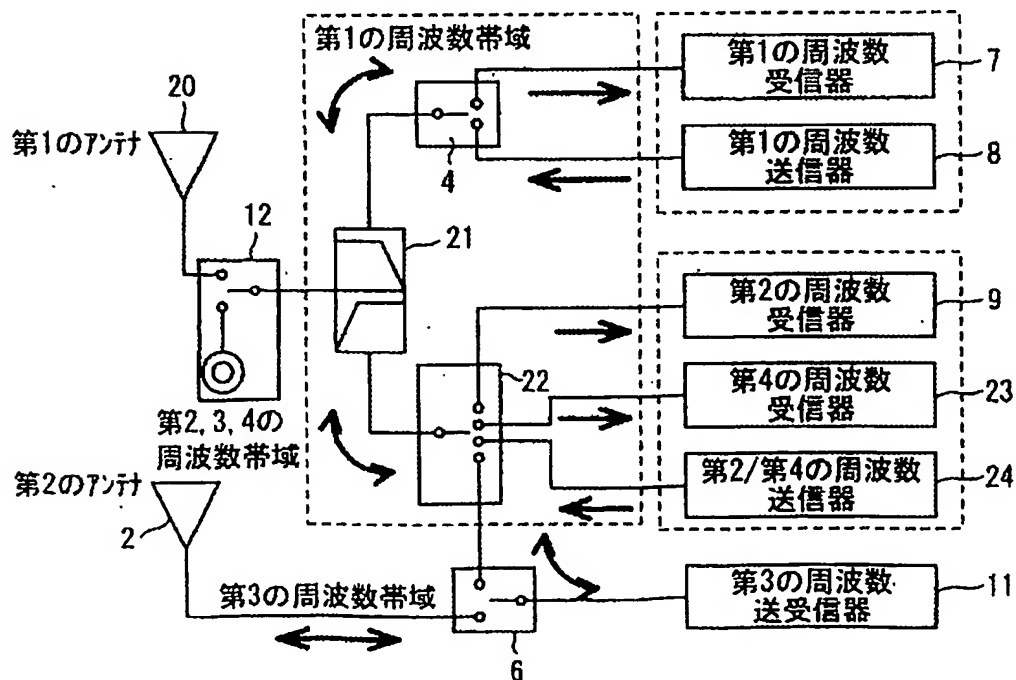 第1の周波数帯域
20
第1のアンテナ
12
4
21
第1の周波数
受信器
7
第1の周波数
送信器
8
第2の周波数
受信器
9
22
第4の周波数
受信器
23
第2/第4の周波数
送信器
24
第2,3,4の
周波数帯域
第2のアンテナ
2
第3の周波数帯域
6
第3の周波数
送受信器
11